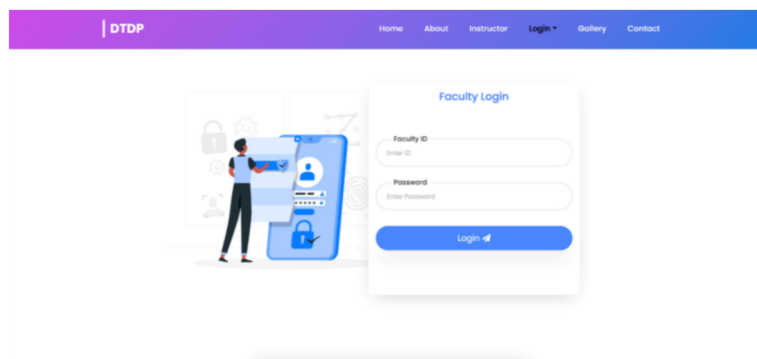 DTDP
Home About Instructor Login Gallery Contact
Faculty Login
Faculty ID
Enter ID
Password
Enter Password
Login